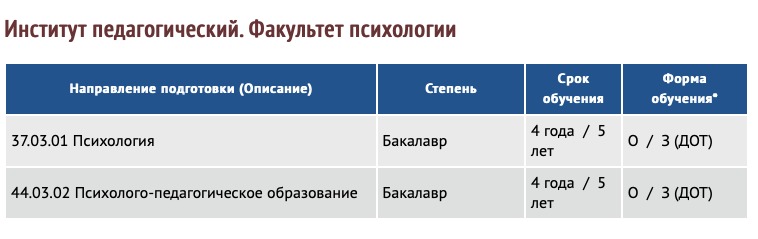 Институт педагогический. Факультет психологии
Направление подготовки (Описание) Степень Срок обучения Форма обучения*
37.03.01 Психология Бакалавр 4 года / 5 лет О / З (ДОТ)
44.03.02 Психолого-педагогическое образование Бакалавр 4 года / 5 лет О / З (ДОТ)